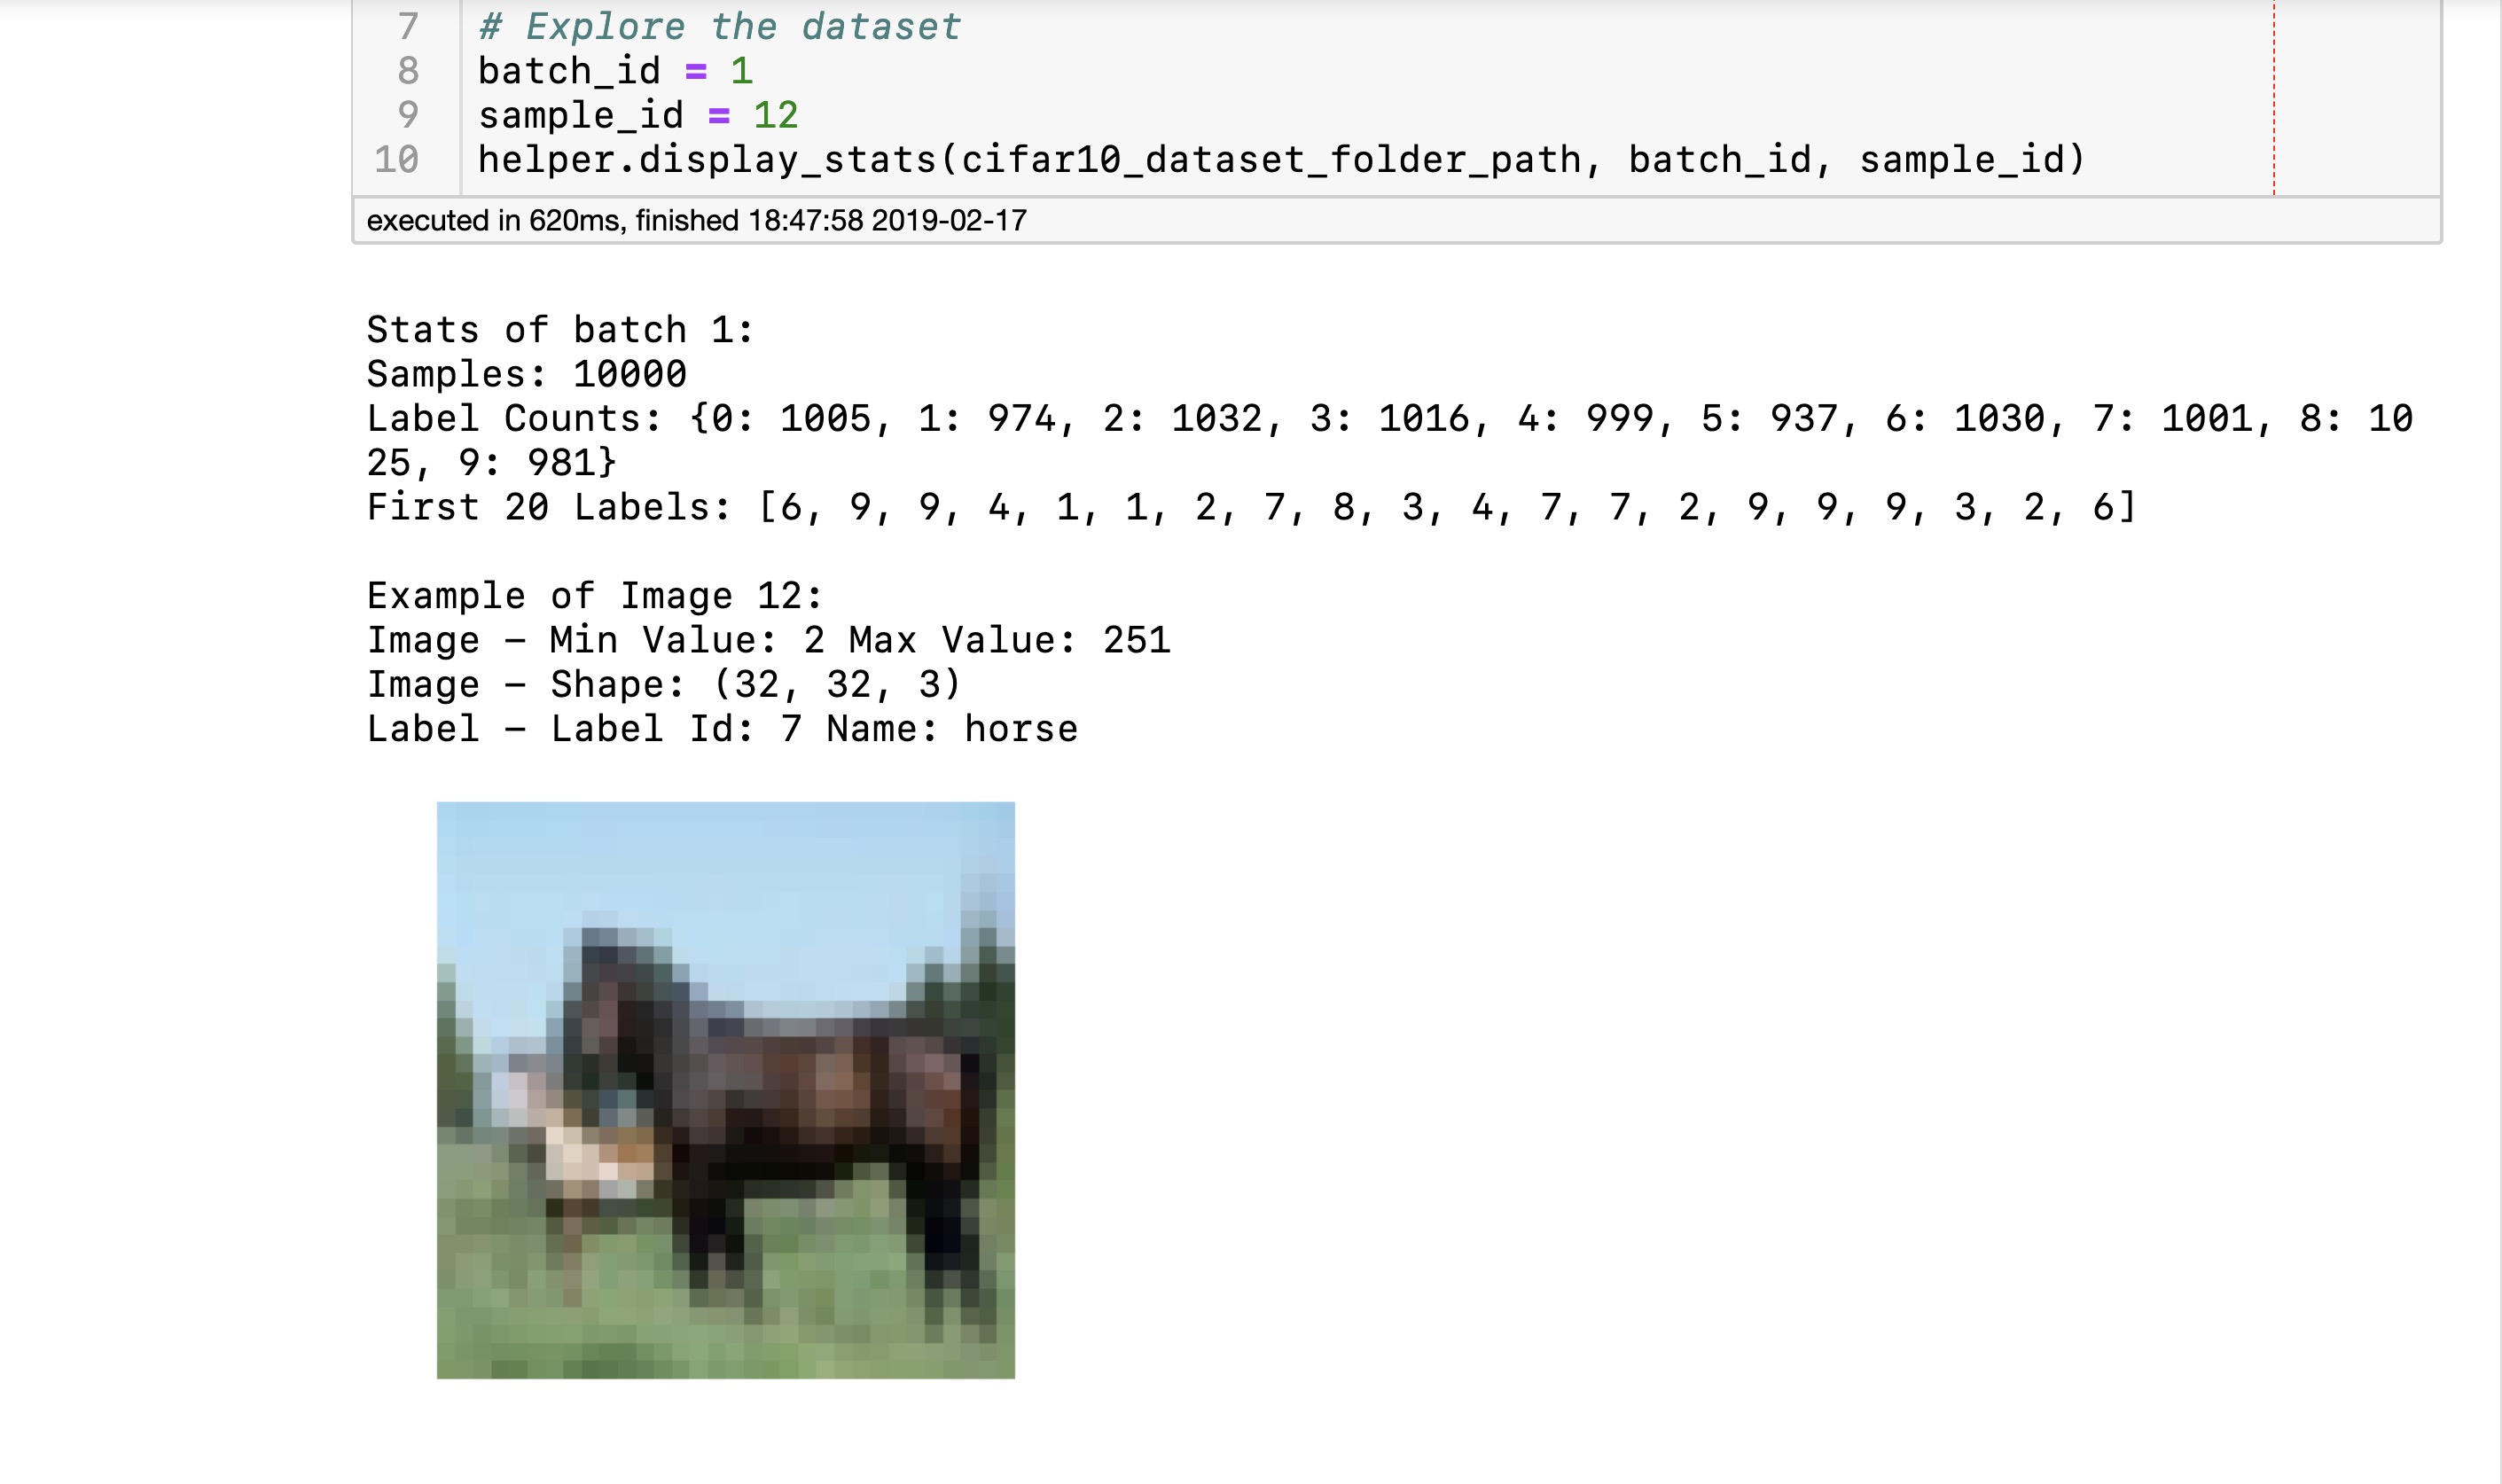 7 # Explore the dataset
8 batch_id = 1
9 sample_id = 12
10 helper.display_stats(cifar10_dataset_folder_path, batch_id, sample_id)
executed in 620ms, finished 18:47:58 2019-02-17
Stats of batch 1:
Samples: 10000
Label Counts: {0: 1005, 1: 974, 2: 1032, 3: 1016, 4: 999, 5: 937, 6: 1030, 7: 1001, 8: 10
25, 9: 981}
First 20 Labels: [6, 9, 9, 4, 1, 1, 2, 7, 8, 3, 4, 7, 7, 2, 9, 9, 9, 3, 2, 6]
Example of Image 12:
Image - Min Value: 2 Max Value: 251
Image - Shape: (32, 32, 3)
Label - Label Id: 7 Name: horse